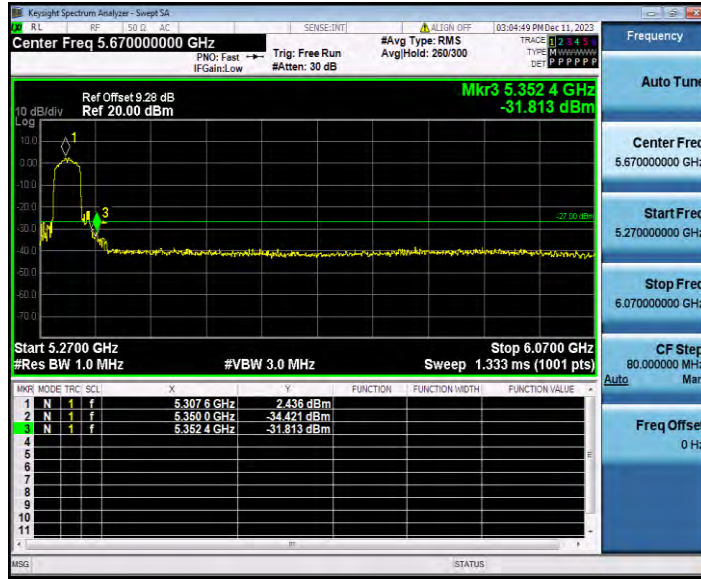 Keysight Spectrum Analyzer - Swept SA
RL RF 50 Ω AC SENSE:INT ALIGN OFF 03:04:49 PM Dec 11, 2023
Center Freq 5.670000000 GHz
PNO: Fast
IFGain:Low
Trig: Free Run
#Atten: 30 dB
#Avg Type: RMS
Avg|Hold: 260/300
TRACE 1 2 3 4 5 6
TYPE M
DET P P P P P P
Frequency
Ref Offset 9.28 dB
10 dB/div Ref 20.00 dBm
Log
Mkr3 5.352 4 GHz
-31.813 dBm
10.0
0.00
-10.0
-20.0
-30.0
-40.0
-50.0
-60.0
-70.0
1
3
-27.00 dBm
Start 5.2700 GHz Stop 6.0700 GHz
#Res BW 1.0 MHz #VBW 3.0 MHz Sweep 1.333 ms (1001 pts)
MKR MODE TRC SCL X Y FUNCTION FUNCTION WIDTH FUNCTION VALUE
1 N 1 f 5.307 6 GHz 2.436 dBm
2 N 1 f 5.350 0 GHz -34.421 dBm
3 N 1 f 5.352 4 GHz -31.813 dBm
4
5
6
7
8
9
10
11
MSG STATUS
Auto Tune
Center Freq
5.670000000 GHz
Start Freq
5.270000000 GHz
Stop Freq
6.070000000 GHz
CF Step
80.000000 MHz
Auto Man
Freq Offset
0 Hz